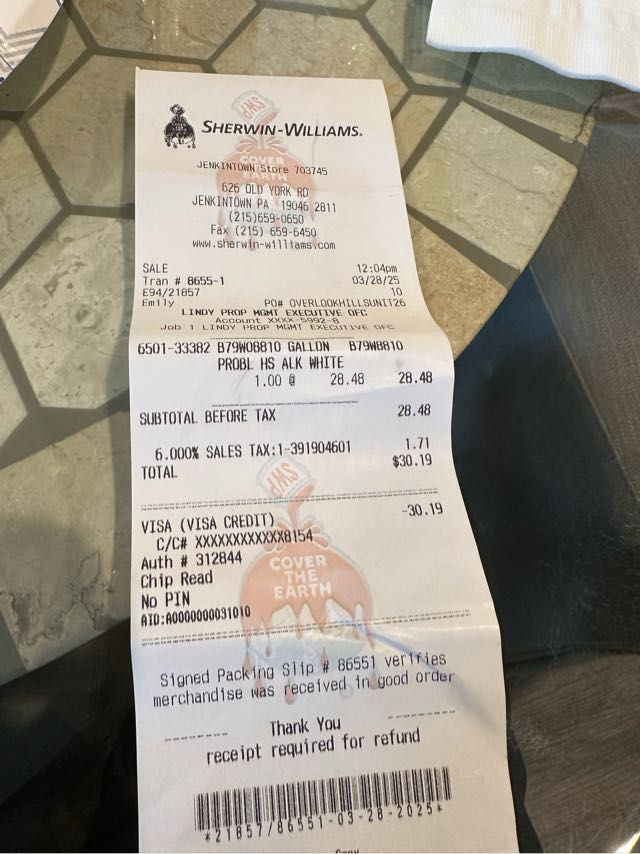 SHERWIN-WILLIAMS.
JENKINTOWN Store 703745
626 OLD YORK RD
JENKINTOWN PA 19046 2811
(215)659-0650
Fax (215) 659-6450
www.sherwin-williams.com
SALE 12:04pm
Tran # 8655-1 03/28/25
E94/21857 10
Emily PO# OVERLOOKHILLSUNIT26
LINDY PROP MGMT EXECUTIVE OFC
Account XXXX-5992-8
Job 1 LINDY PROP MGMT EXECUTIVE OFC
6501-33382 B79W08810 GALLON B79W8810
PROBL HS ALK WHITE
1.00 @ 28.48 28.48
SUBTOTAL BEFORE TAX 28.48
6.000% SALES TAX:1-391904601 1.71
TOTAL $30.19
VISA (VISA CREDIT) -30.19
C/C# XXXXXXXXXXXX8154
Auth # 312844
Chip Read
No PIN
AID:A0000000031010
SWP
COVER
THE
EARTH
Signed Packing Slip # 86551 verifies
merchandise was received in good order
Thank You
receipt required for refund
*21857/86551-03-28-2025*